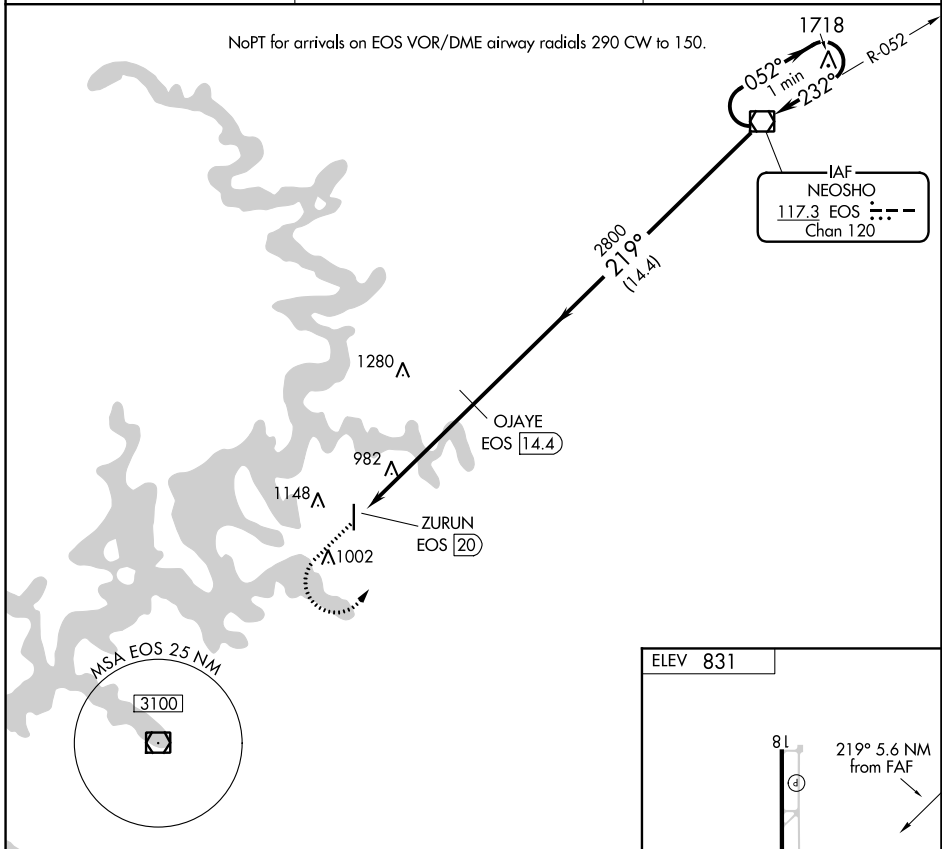 NoPT for arrivals on EOS VOR/DME airway radials 290 CW to 150.
1718
R-052
052°
1 min
232°
IAF
NEOSHO
117.3 EOS
Chan 120
2800
219°
(14.4)
1280
OJAYE
EOS 14.4
982
1148
ZURUN
EOS 20
1002
MSA EOS 25 NM
3100
ELEV 831
18
219° 5.6 NM
from FAF
P